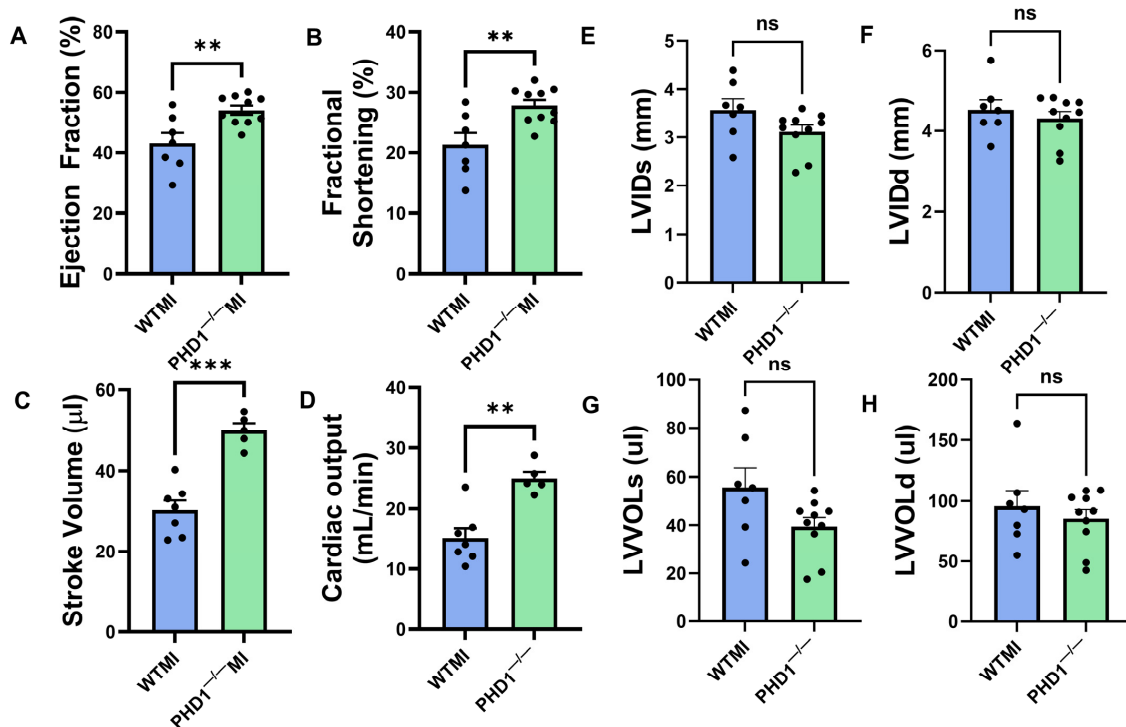 A
Ejection Fraction (%)
80
60
40
20
0
**
WTMI
PHD1−/−MI
B
Fractional
Shortening (%)
40
30
20
10
0
**
WTMI
PHD1−/−MI
E
LVIDs (mm)
5
4
3
2
1
0
ns
WTMI
PHD1−/−
F
LVIDd (mm)
6
4
2
0
ns
WTMI
PHD1−/−
C
Stroke Volume (μl)
60
40
20
0
***
WTMI
PHD1−/−MI
D
Cardiac output
(mL/min)
40
30
20
10
0
**
WTMI
PHD1−/−
G
LVVOLs (ul)
100
80
60
40
20
0
ns
WTMI
PHD1−/−
H
LVVOLd (ul)
200
150
100
50
0
ns
WTMI
PHD1−/−